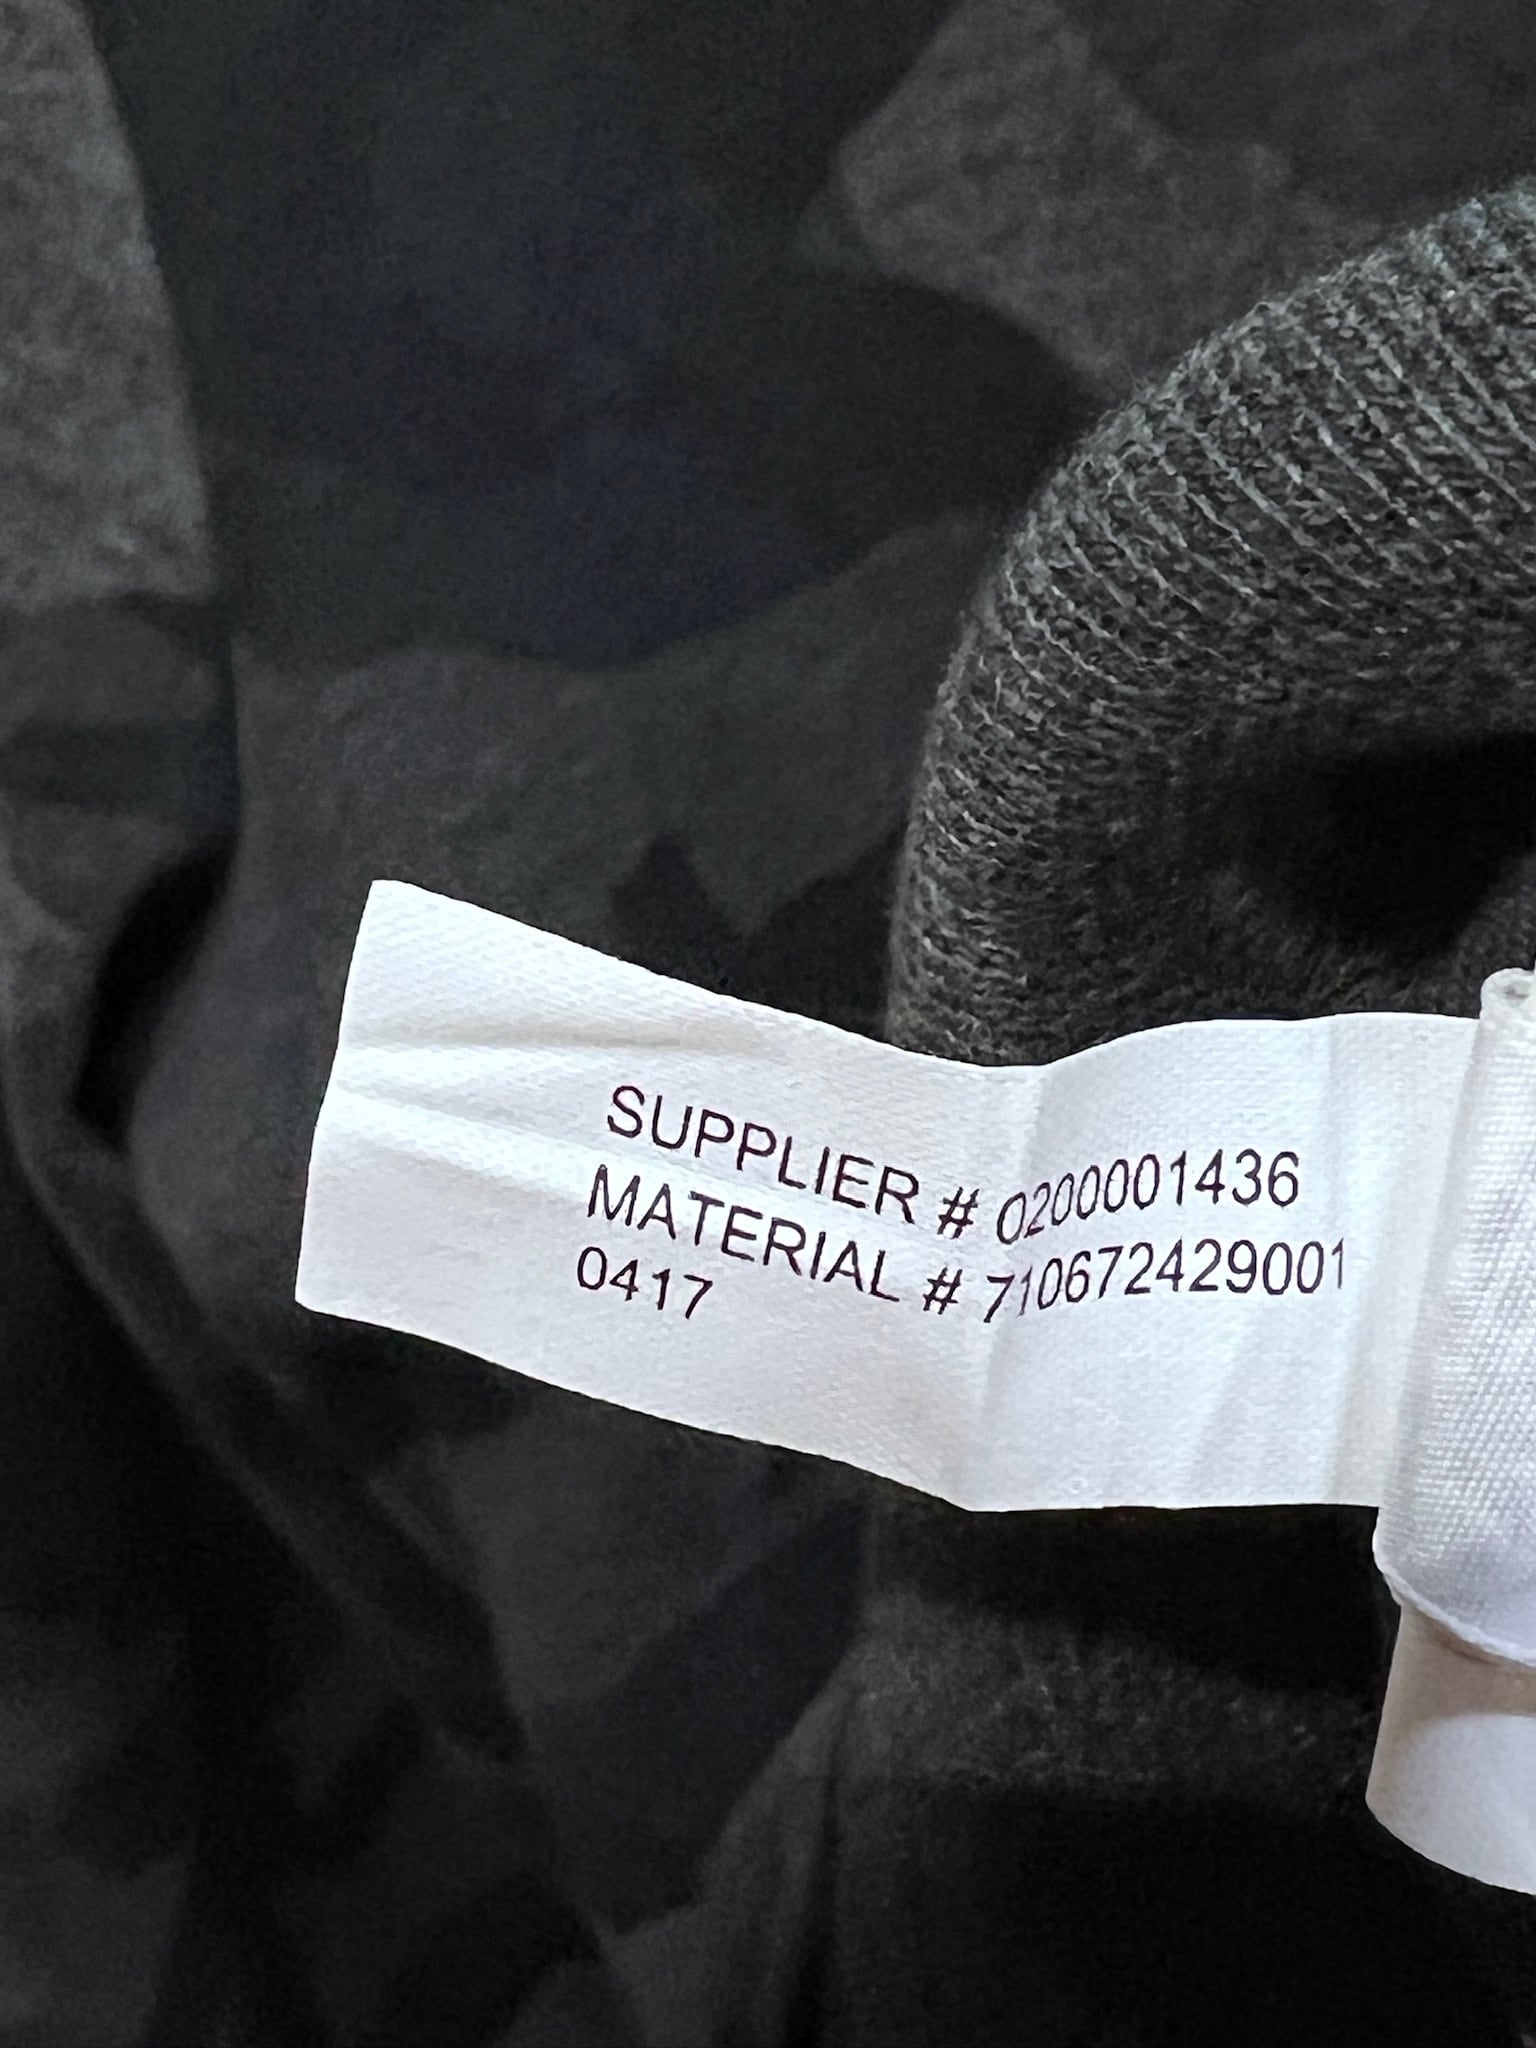 SUPPLIER # 0200001436
MATERIAL # 710672429001
0417